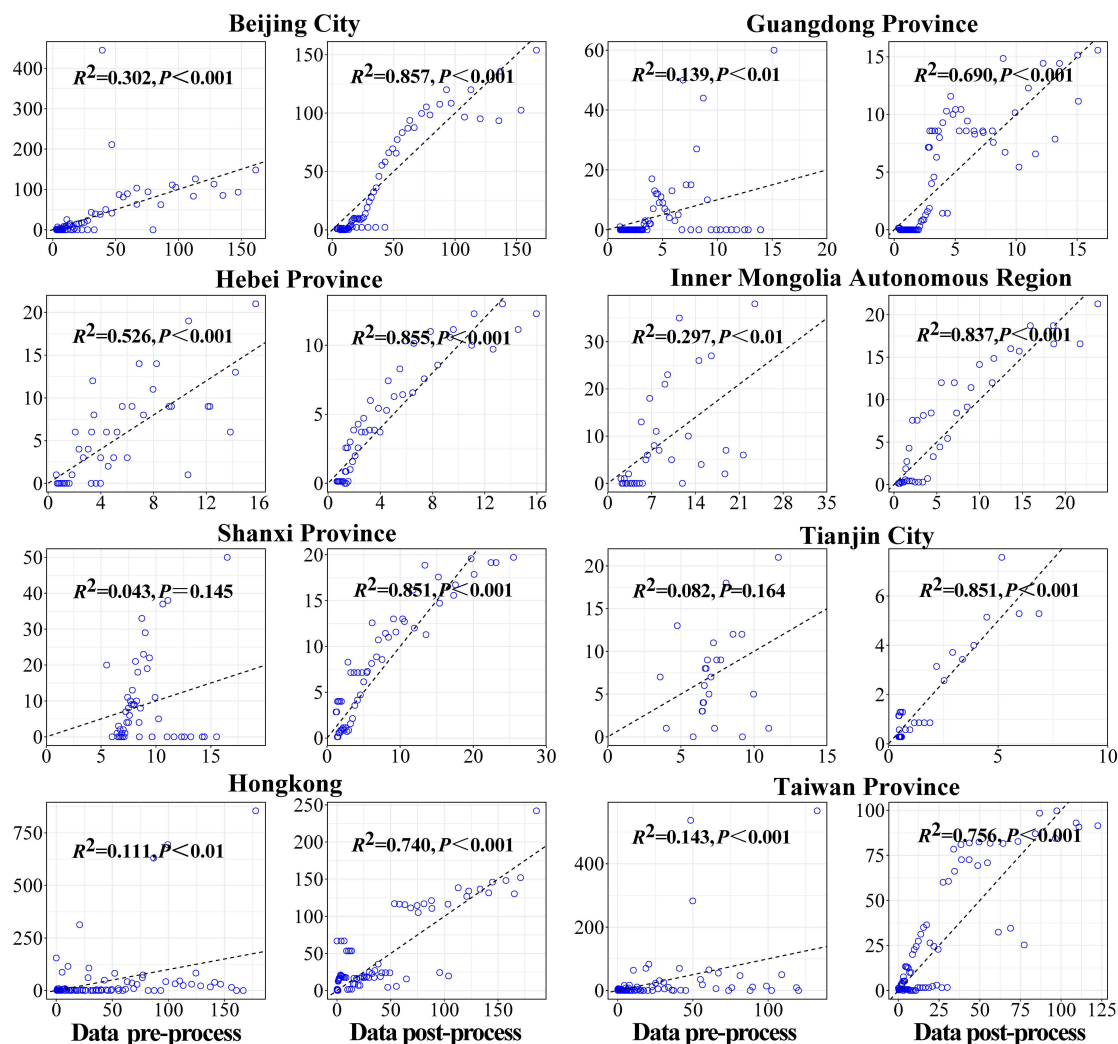 Beijing City
Guangdong Province
400
300
200
100
0
R²=0.302, P<0.001
0 50 100 150
150
100
50
0
R²=0.857, P<0.001
0 50 100 150
60
40
20
0
R²=0.139, P<0.01
0 5 10 15 20
15
10
5
0
R²=0.690, P<0.001
0 5 10 15
Hebei Province
Inner Mongolia Autonomous Region
20
15
10
5
0
R²=0.526, P<0.001
0 4 8 12 16
10
5
0
R²=0.855, P<0.001
0 4 8 12 16
30
20
10
0
R²=0.297, P<0.01
7 14 21 28 35
20
15
10
5
0
R²=0.837, P<0.001
0 5 10 15 20
Shanxi Province
Tianjin City
50
40
30
20
10
0
R²=0.043, P=0.145
0 5 10 15
20
15
10
5
0
R²=0.851, P<0.001
0 10 20 30
20
15
10
5
0
R²=0.082, P=0.164
0 5 10 15
6
4
2
0
R²=0.851, P<0.001
0 5 10
Hongkong
Taiwan Province
750
500
250
0
R²=0.111, P<0.01
0 50 100 150
250
200
150
100
50
0
R²=0.740, P<0.001
0 50 100 150
400
200
0
R²=0.143, P<0.001
0 50 100
100
75
50
25
0
R²=0.756, P<0.001
0 25 50 75 100 125
Data pre-process
Data post-process
Data pre-process
Data post-process